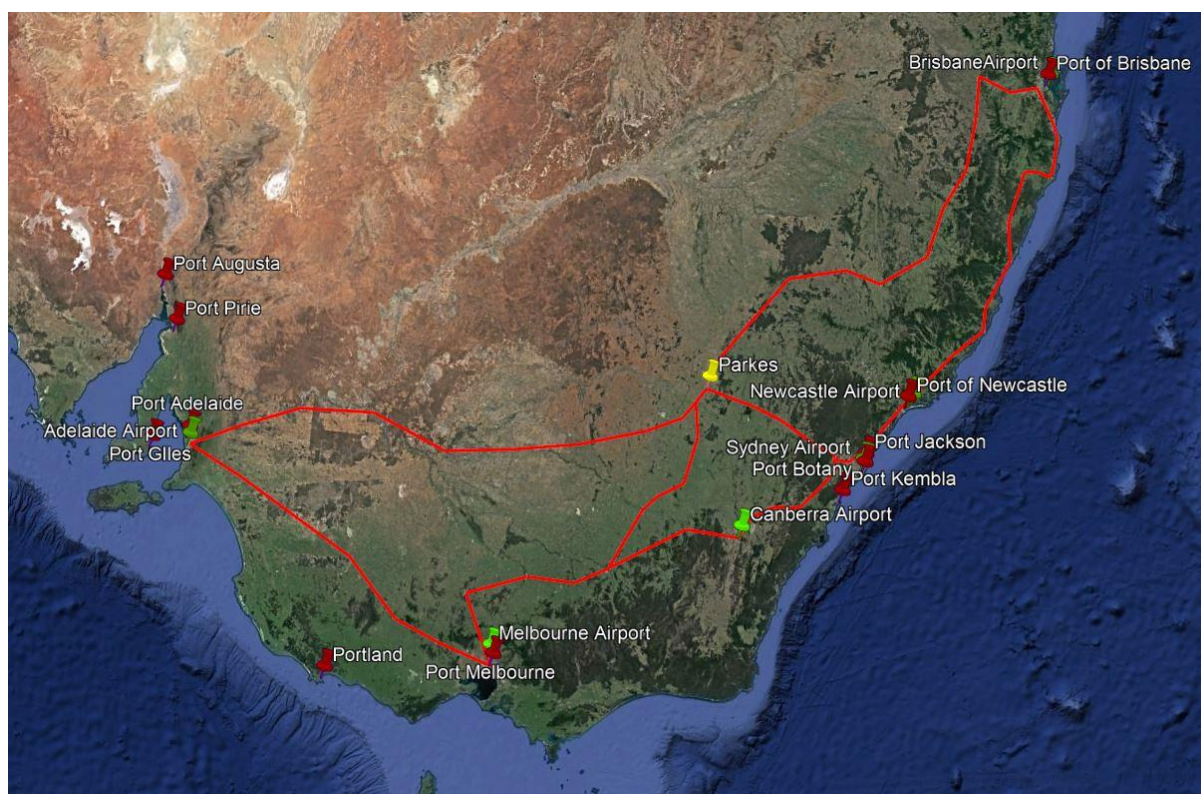 BrisbaneAirport
Port of Brisbane
Port Augusta
Port Pirie
Parkes
Newcastle Airport
Port of Newcastle
Port Adelaide
Adelaide Airport
Port GIles
Sydney Airport
Port Jackson
Port Botany
Port Kembla
Canberra Airport
Melbourne Airport
Portland
Port Melbourne